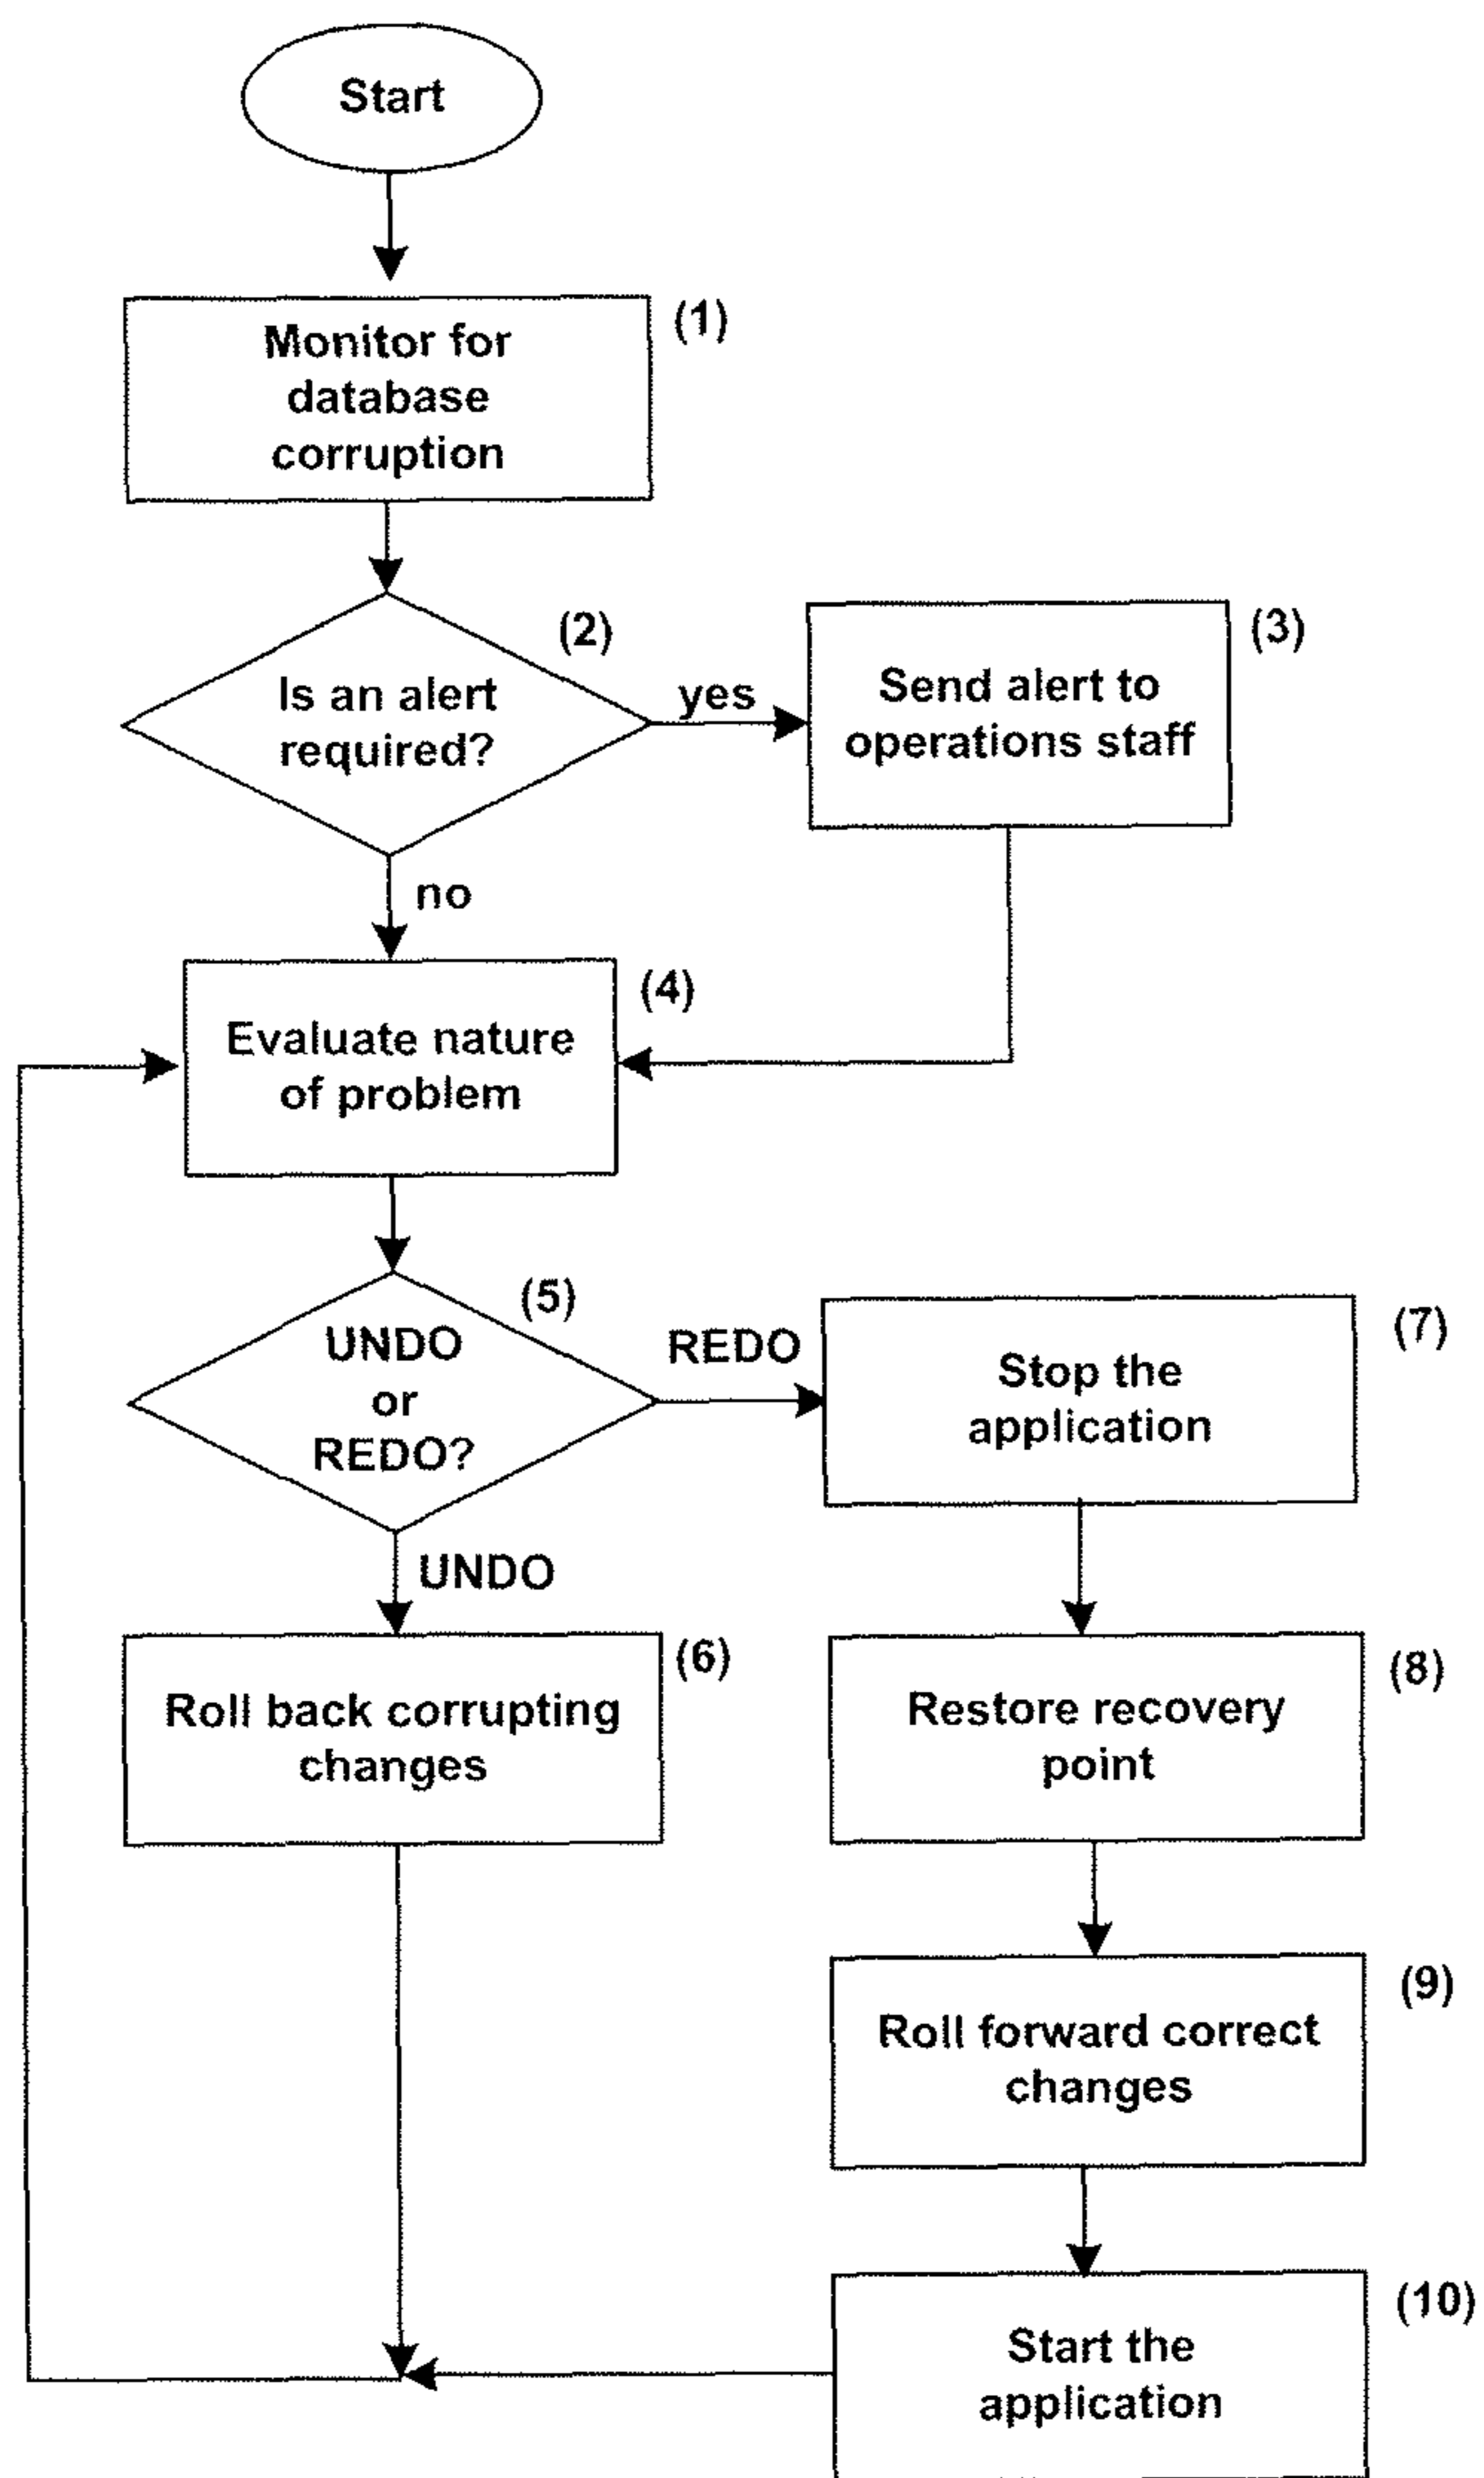 Start
(1)
Monitor for
database
corruption
(2)
Is an alert
required?
yes
(3)
Send alert to
operations staff
no
(4)
Evaluate nature
of problem
(5)
UNDO
or
REDO?
REDO
(7)
Stop the
application
UNDO
(6)
Roll back corrupting
changes
(8)
Restore recovery
point
(9)
Roll forward correct
changes
(10)
Start the
application